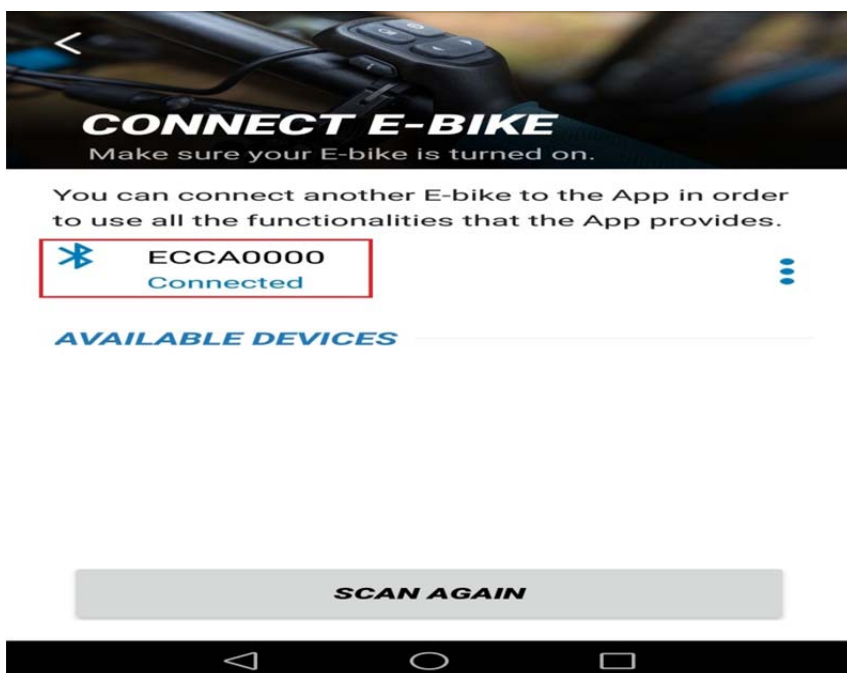 CONNECT E-BIKE
Make sure your E-bike is turned on.
You can connect another E-bike to the App in order
to use all the functionalities that the App provides.
ECCA0000
Connected
AVAILABLE DEVICES
SCAN AGAIN